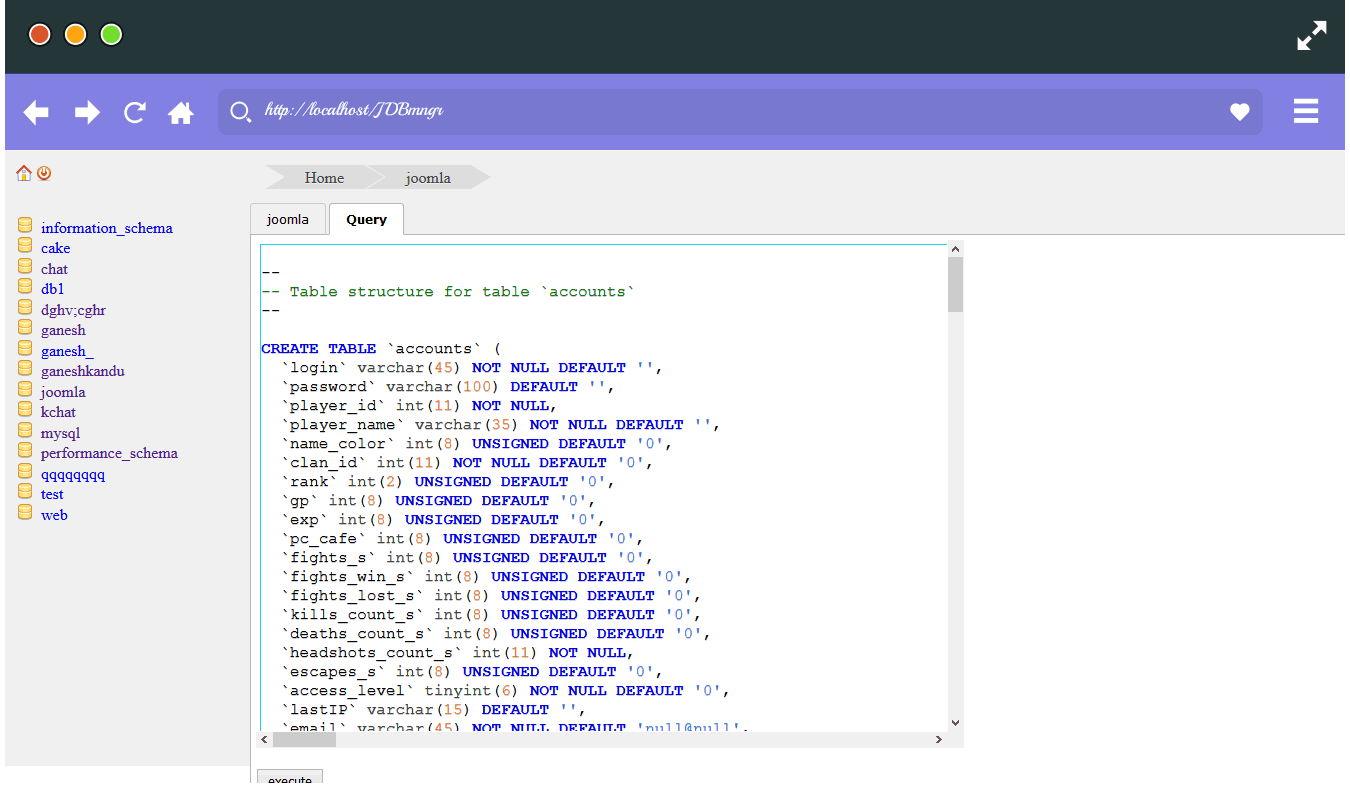 http://localhost/JDBmngr
Home joomla
joomla Query
information_schema
cake
chat
db1
dghv;cghr
ganesh
ganesh_
ganeshkandu
joomla
kchat
mysql
performance_schema
qqqqqqqq
test
web
--
-- Table structure for table `accounts`
--
CREATE TABLE `accounts` (
`login` varchar(45) NOT NULL DEFAULT '',
`password` varchar(100) DEFAULT '',
`player_id` int(11) NOT NULL,
`player_name` varchar(35) NOT NULL DEFAULT '',
`name_color` int(8) UNSIGNED DEFAULT '0',
`clan_id` int(11) NOT NULL DEFAULT '0',
`rank` int(2) UNSIGNED DEFAULT '0',
`gp` int(8) UNSIGNED DEFAULT '0',
`exp` int(8) UNSIGNED DEFAULT '0',
`pc_cafe` int(8) UNSIGNED DEFAULT '0',
`fights_s` int(8) UNSIGNED DEFAULT '0',
`fights_win_s` int(8) UNSIGNED DEFAULT '0',
`fights_lost_s` int(8) UNSIGNED DEFAULT '0',
`kills_count_s` int(8) UNSIGNED DEFAULT '0',
`deaths_count_s` int(8) UNSIGNED DEFAULT '0',
`headshots_count_s` int(11) NOT NULL,
`escapes_s` int(8) UNSIGNED DEFAULT '0',
`access_level` tinyint(6) NOT NULL DEFAULT '0',
`lastIP` varchar(15) DEFAULT '',
`email` varchar(45) NOT NULL DEFAULT 'null@null',
execute